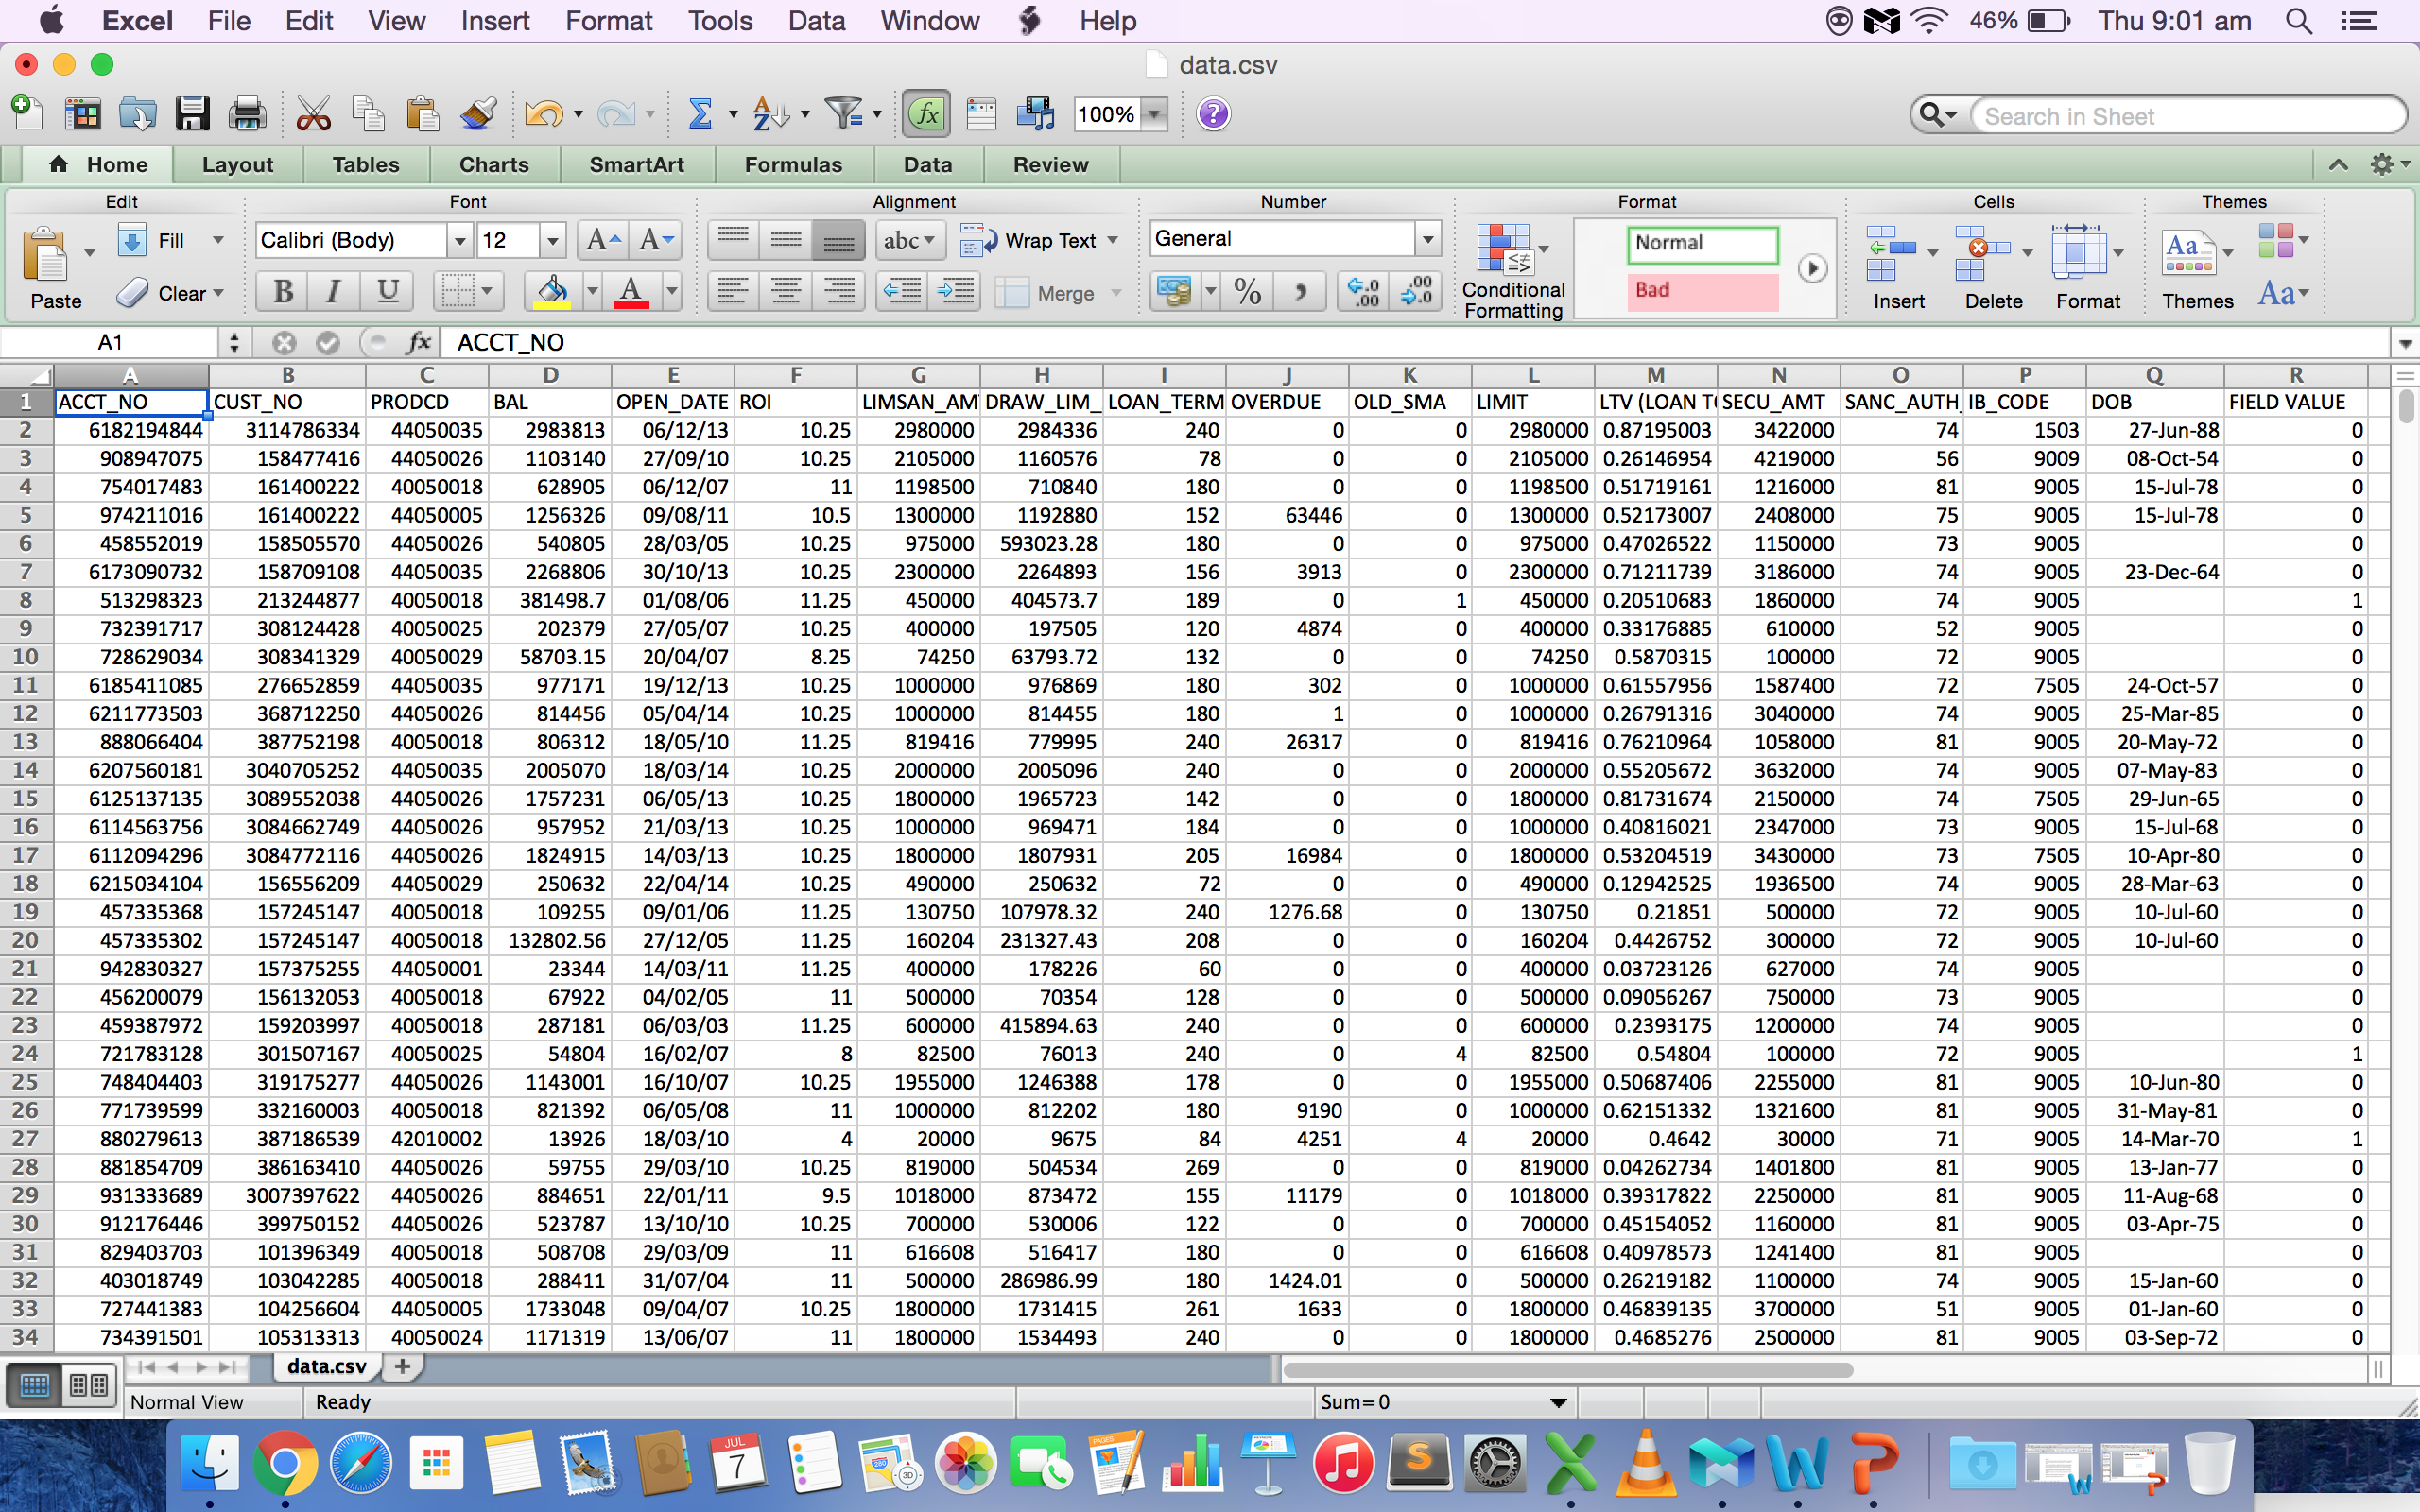 Excel File Edit View Insert Format Tools Data Window Help 46% Thu 9:01 am
data.csv
100% Search in Sheet
Home Layout Tables Charts SmartArt Formulas Data Review
Edit Font Alignment Number Format Cells Themes
Fill Calibri (Body) 12 abc Wrap Text General Normal
Paste Clear B I U A Merge % Conditional Formatting Bad Insert Delete Format Themes Aa
A1 fx ACCT_NO
A B C D E F G H I J K L M N O P Q R
1 ACCT_NO CUST_NO PRODCD BAL OPEN_DATE ROI LIMSAN_AM DRAW_LIM_ LOAN_TERM OVERDUE OLD_SMA LIMIT LTV (LOAN T SECU_AMT SANC_AUTH_ IB_CODE DOB FIELD VALUE
2 6182194844 3114786334 44050035 2983813 06/12/13 10.25 2980000 2984336 240 0 0 2980000 0.87195003 3422000 74 1503 27-Jun-88 0
3 908947075 158477416 44050026 1103140 27/09/10 10.25 2105000 1160576 78 0 0 2105000 0.26146954 4219000 56 9009 08-Oct-54 0
4 754017483 161400222 40050018 628905 06/12/07 11 1198500 710840 180 0 0 1198500 0.51719161 1216000 81 9005 15-Jul-78 0
5 974211016 161400222 44050005 1256326 09/08/11 10.5 1300000 1192880 152 63446 0 1300000 0.52173007 2408000 75 9005 15-Jul-78 0
6 458552019 158505570 44050026 540805 28/03/05 10.25 975000 593023.28 180 0 0 975000 0.47026522 1150000 73 9005 0
7 6173090732 158709108 44050035 2268806 30/10/13 10.25 2300000 2264893 156 3913 0 2300000 0.71211739 3186000 74 9005 23-Dec-64 0
8 513298323 213244877 40050018 381498.7 01/08/06 11.25 450000 404573.7 189 0 1 450000 0.20510683 1860000 74 9005 1
9 732391717 308124428 40050025 202379 27/05/07 10.25 400000 197505 120 4874 0 400000 0.33176885 610000 52 9005 0
10 728629034 308341329 40050029 58703.15 20/04/07 8.25 74250 63793.72 132 0 0 74250 0.5870315 100000 72 9005 0
11 6185411085 276652859 44050035 977171 19/12/13 10.25 1000000 976869 180 302 0 1000000 0.61557956 1587400 72 7505 24-Oct-57 0
12 6211773503 368712250 44050026 814456 05/04/14 10.25 1000000 814455 180 1 0 1000000 0.26791316 3040000 74 9005 25-Mar-85 0
13 888066404 387752198 40050018 806312 18/05/10 11.25 819416 779995 240 26317 0 819416 0.76210964 1058000 81 9005 20-May-72 0
14 6207560181 3040705252 44050035 2005070 18/03/14 10.25 2000000 2005096 240 0 0 2000000 0.55205672 3632000 74 9005 07-May-83 0
15 6125137135 3089552038 44050026 1757231 06/05/13 10.25 1800000 1965723 142 0 0 1800000 0.81731674 2150000 74 7505 29-Jun-65 0
16 6114563756 3084662749 44050026 957952 21/03/13 10.25 1000000 969471 184 0 0 1000000 0.40816021 2347000 73 9005 15-Jul-68 0
17 6112094296 3084772116 44050026 1824915 14/03/13 10.25 1800000 1807931 205 16984 0 1800000 0.53204519 3430000 73 7505 10-Apr-80 0
18 6215034104 156556209 44050029 250632 22/04/14 10.25 490000 250632 72 0 0 490000 0.12942525 1936500 74 9005 28-Mar-63 0
19 457335368 157245147 40050018 109255 09/01/06 11.25 130750 107978.32 240 1276.68 0 130750 0.21851 500000 72 9005 10-Jul-60 0
20 457335302 157245147 40050018 132802.56 27/12/05 11.25 160204 231327.43 208 0 0 160204 0.4426752 300000 72 9005 10-Jul-60 0
21 942830327 157375255 44050001 23344 14/03/11 11.25 400000 178226 60 0 0 400000 0.03723126 627000 74 9005 0
22 456200079 156132053 40050018 67922 04/02/05 11 500000 70354 128 0 0 500000 0.09056267 750000 73 9005 0
23 459387972 159203997 40050018 287181 06/03/03 11.25 600000 415894.63 240 0 0 600000 0.2393175 1200000 74 9005 0
24 721783128 301507167 40050025 54804 16/02/07 8 82500 76013 240 0 4 82500 0.54804 100000 72 9005 1
25 748404403 319175277 44050026 1143001 16/10/07 10.25 1955000 1246388 178 0 0 1955000 0.50687406 2255000 81 9005 10-Jun-80 0
26 771739599 332160003 40050018 821392 06/05/08 11 1000000 812202 180 9190 0 1000000 0.62151332 1321600 81 9005 31-May-81 0
27 880279613 387186539 42010002 13926 18/03/10 4 20000 9675 84 4251 4 20000 0.4642 30000 71 9005 14-Mar-70 1
28 881854709 386163410 44050026 59755 29/03/10 10.25 819000 504534 269 0 0 819000 0.04262734 1401800 81 9005 13-Jan-77 0
29 931333689 3007397622 44050026 884651 22/01/11 9.5 1018000 873472 155 11179 0 1018000 0.39317822 2250000 81 9005 11-Aug-68 0
30 912176446 399750152 44050026 523787 13/10/10 10.25 700000 530006 122 0 0 700000 0.45154052 1160000 81 9005 03-Apr-75 0
31 829403703 101396349 40050018 508708 29/03/09 11 616608 516417 180 0 0 616608 0.40978573 1241400 81 9005 0
32 403018749 103042285 40050018 288411 31/07/04 11 500000 286986.99 180 1424.01 0 500000 0.26219182 1100000 74 9005 15-Jan-60 0
33 727441383 104256604 44050005 1733048 09/04/07 10.25 1800000 1731415 261 1633 0 1800000 0.46839135 3700000 51 9005 01-Jan-60 0
34 734391501 105313313 40050024 1171319 13/06/07 11 1800000 1534493 240 0 0 1800000 0.4685276 2500000 81 9005 03-Sep-72 0
data.csv
Normal View Ready Sum=0
JUL
7
PAGES